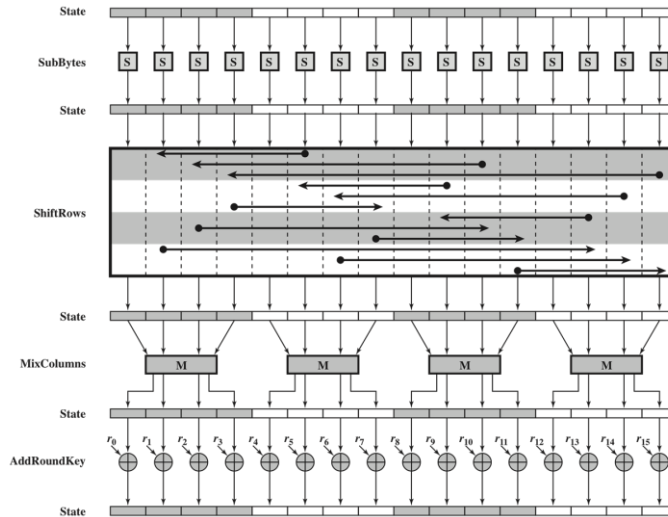 State
SubBytes
S S S S S S S S S S S S S S S S
State
ShiftRows
State
MixColumns
M M M M
State
r0 r1 r2 r3 r4 r5 r6 r7 r8 r9 r10 r11 r12 r13 r14 r15
AddRoundKey
State